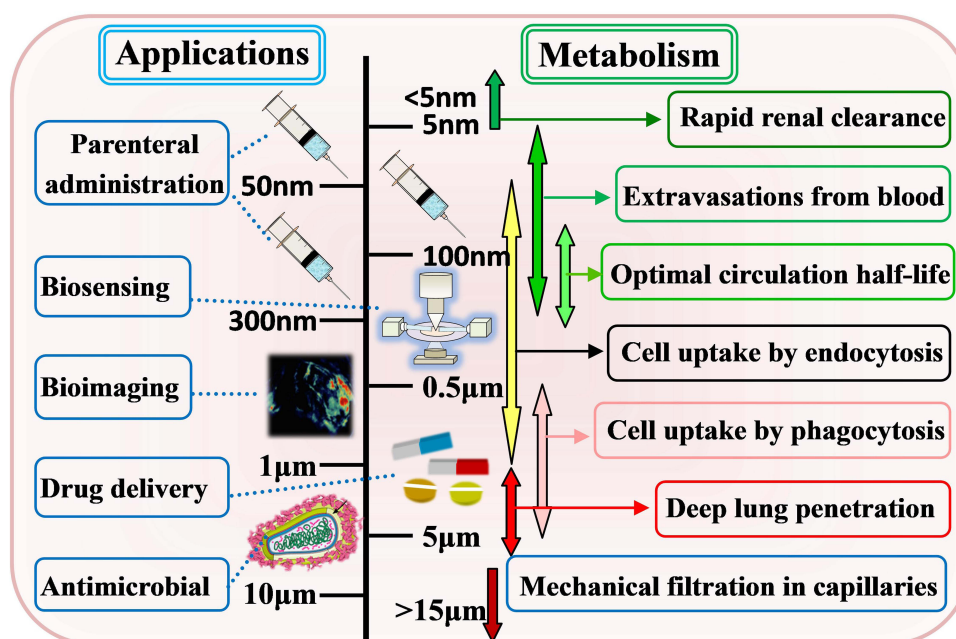 Applications
Metabolism
Parenteral
administration
Biosensing
Bioimaging
Drug delivery
Antimicrobial
<5nm
5nm
50nm
100nm
300nm
0.5μm
1μm
5μm
10μm
>15μm
Rapid renal clearance
Extravasations from blood
Optimal circulation half-life
Cell uptake by endocytosis
Cell uptake by phagocytosis
Deep lung penetration
Mechanical filtration in capillaries